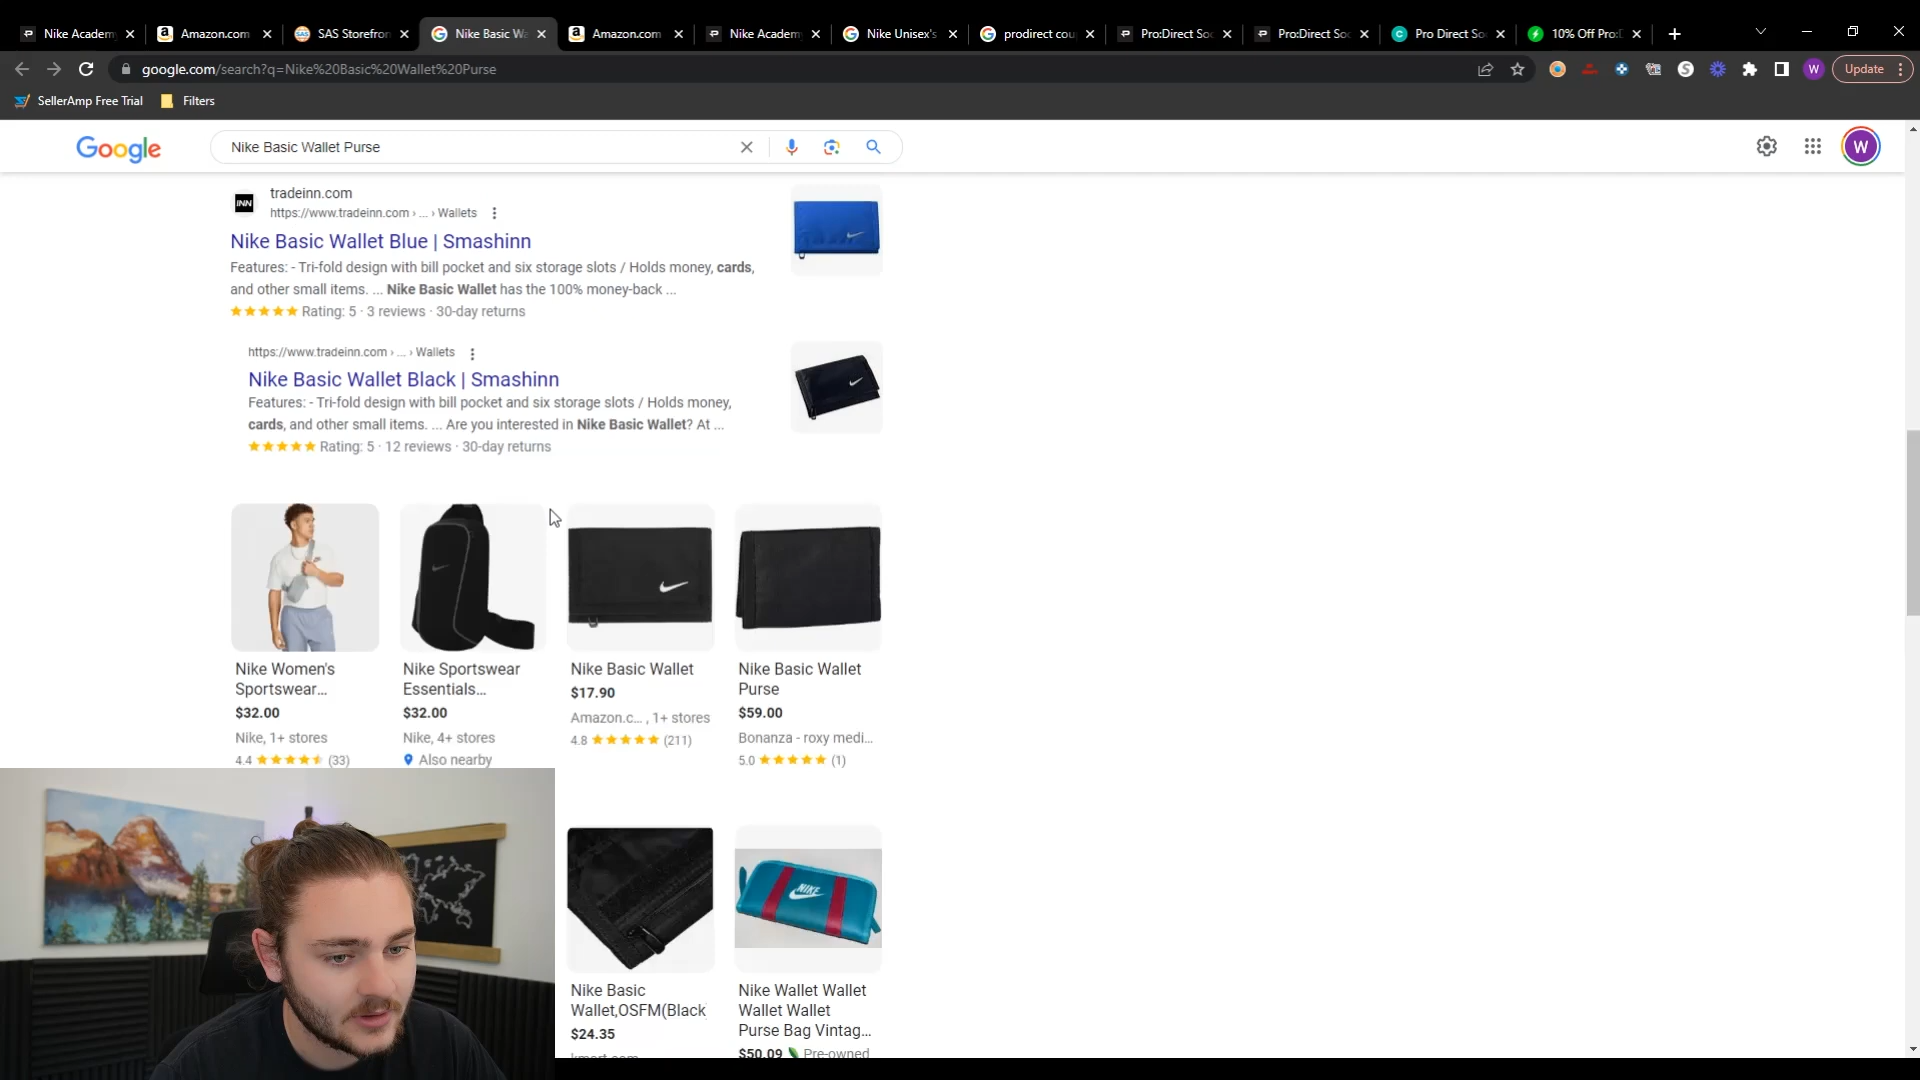 Nike Academ
Amazon.com
SAS Storefron
Nike Basic Wa
Amazon.com
Nike Academ
Nike Unisex's
prodirect cou
Pro:Direct Soc
Pro:Direct Soc
Pro Direct So
10% Off Pro:D
google.com/search?q=Nike%20Basic%20Wallet%20Purse
W
Update
SellerAmp Free Trial
Filters
Google
Nike Basic Wallet Purse
W
INN
tradeinn.com
https://www.tradeinn.com › ... › Wallets
Nike Basic Wallet Blue | Smashinn
Features: - Tri-fold design with bill pocket and six storage slots / Holds money, cards,
and other small items. ... Nike Basic Wallet has the 100% money-back ...
Rating: 5 · 3 reviews · 30-day returns
https://www.tradeinn.com › ... › Wallets
Nike Basic Wallet Black | Smashinn
Features: - Tri-fold design with bill pocket and six storage slots / Holds money,
cards, and other small items. ... Are you interested in Nike Basic Wallet? At ...
Rating: 5 · 12 reviews · 30-day returns
Nike Women's
Sportswear...
$32.00
Nike, 1+ stores
4.4 (33)
Nike Sportswear
Essentials...
$32.00
Nike, 4+ stores
Also nearby
Nike Basic Wallet
$17.90
Amazon.c... , 1+ stores
4.8 (211)
Nike Basic Wallet
Purse
$59.00
Bonanza - roxy medi...
5.0 (1)
Nike Basic
Wallet,OSFM(Black
$24.35
kmart.com
NIKE
Nike Wallet Wallet
Wallet Wallet
Purse Bag Vintag...
$50.09 Pre-owned